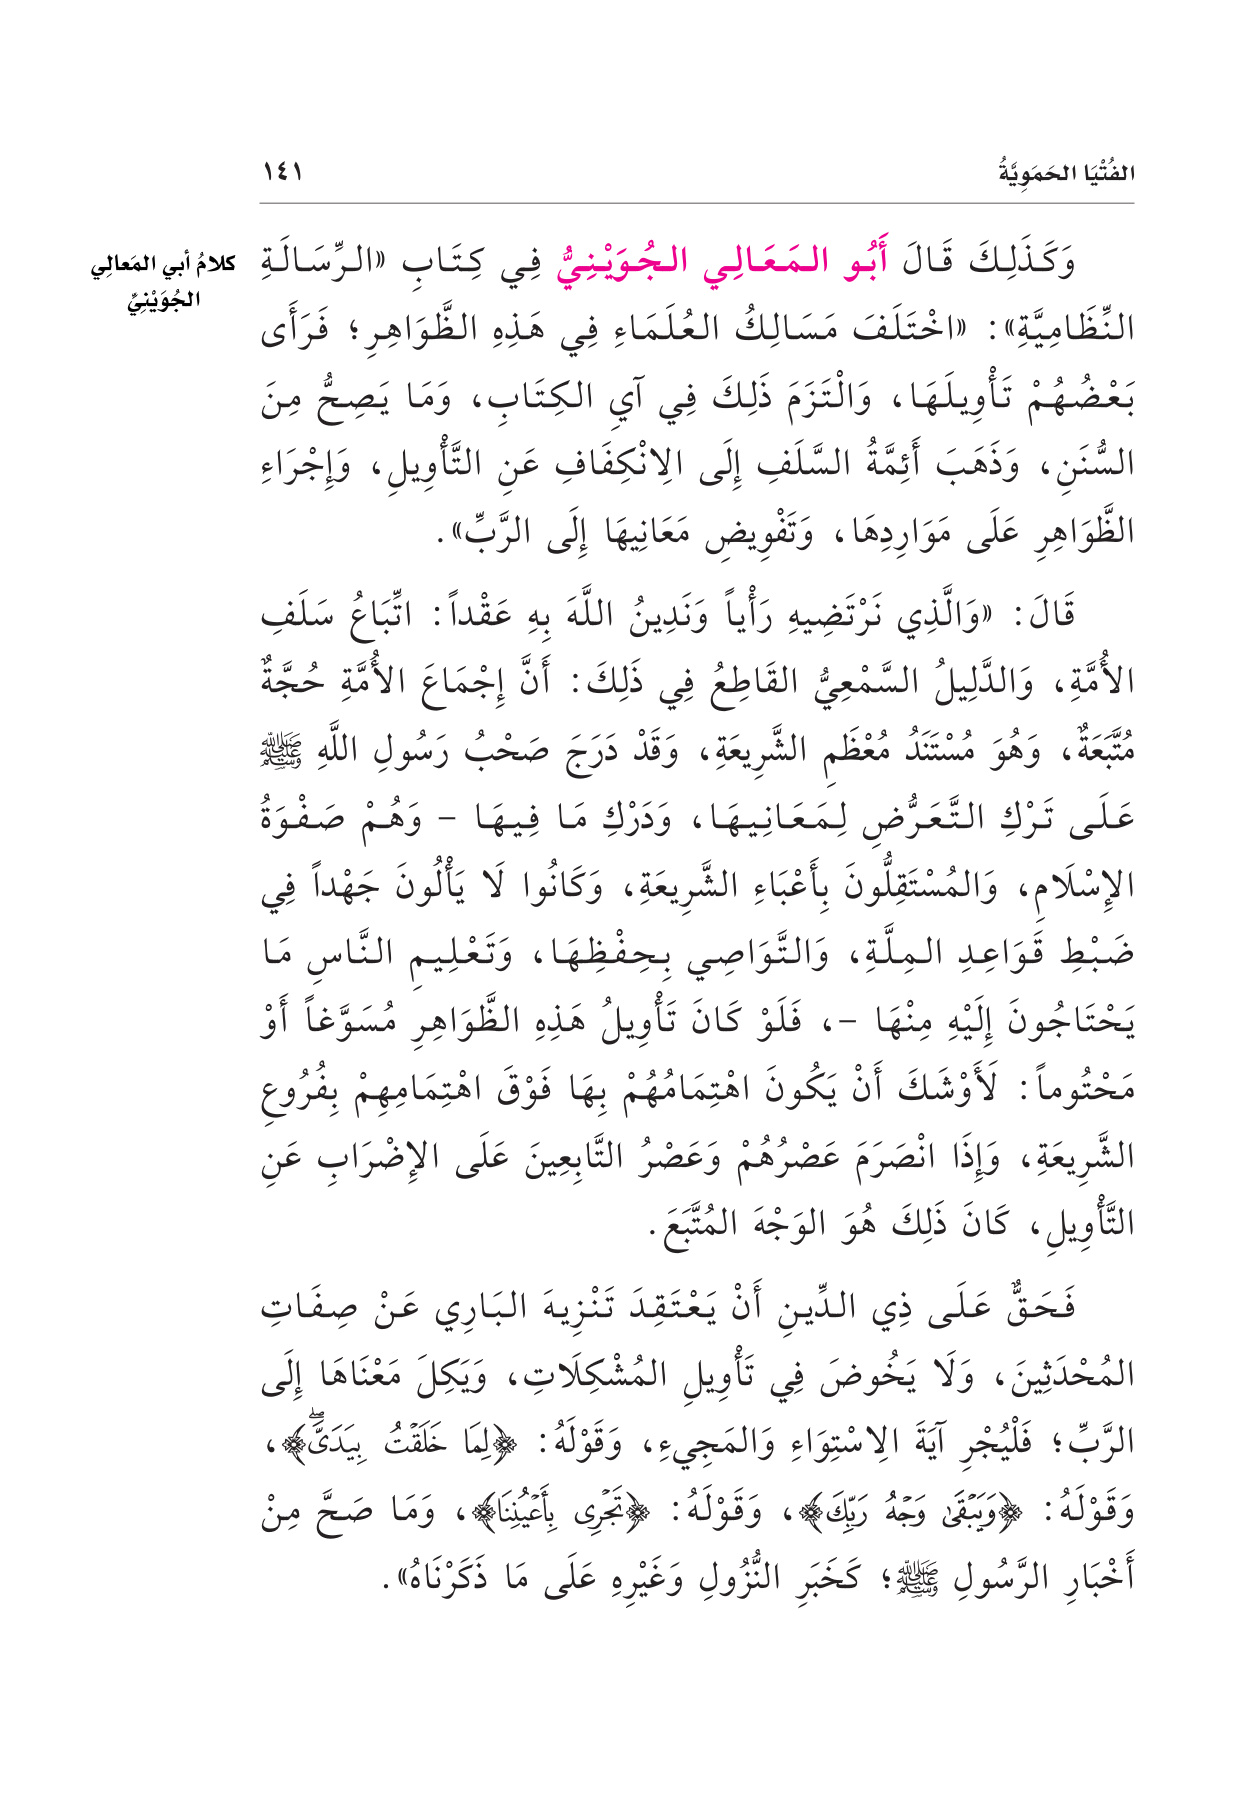 الفُتْيَا الحَمَوِيَّةُ
١٤١
وَكَذَلِكَ قَالَ أَبُو المَعَالِي الجُوَيْنِيُّ فِي كِتَابِ «الرِّسَالَةِ
كلامُ أبي المَعالِي
الجُوَيْنِيِّ
النِّظَامِيَّةِ»: «اخْتَلَفَ مَسَالِكُ العُلَمَاءِ فِي هَذِهِ الظَّوَاهِرِ؛ فَرَأَى
بَعْضُهُمْ تَأْوِيلَهَا، وَالْتَزَمَ ذَلِكَ فِي آيِ الكِتَابِ، وَمَا يَصِحُّ مِنَ
السُّنَنِ، وَذَهَبَ أَئِمَّةُ السَّلَفِ إِلَى الِانْكِفَافِ عَنِ التَّأْوِيلِ، وَإِجْرَاءِ
الظَّوَاهِرِ عَلَى مَوَارِدِهَا، وَتَفْوِيضِ مَعَانِيهَا إِلَى الرَّبِّ».
قَالَ: «وَالَّذِي نَرْتَضِيهِ رَأْياً وَنَدِينُ اللَّهَ بِهِ عَقْداً: اتِّبَاعُ سَلَفِ
الأُمَّةِ، وَالدَّلِيلُ السَّمْعِيُّ القَاطِعُ فِي ذَلِكَ: أَنَّ إِجْمَاعَ الأُمَّةِ حُجَّةٌ
مُتَّبَعَةٌ، وَهُوَ مُسْتَنَدُ مُعْظَمِ الشَّرِيعَةِ، وَقَدْ دَرَجَ صَحْبُ رَسُولِ اللَّهِ ﷺ
عَلَى تَرْكِ التَّعَرُّضِ لِمَعَانِيهَا، وَدَرْكِ مَا فِيهَا – وَهُمْ صَفْوَةُ
الإِسْلَامِ، وَالمُسْتَقِلُّونَ بِأَعْبَاءِ الشَّرِيعَةِ، وَكَانُوا لَا يَأْلُونَ جَهْداً فِي
ضَبْطِ قَوَاعِدِ المِلَّةِ، وَالتَّوَاصِي بِحِفْظِهَا، وَتَعْلِيمِ النَّاسِ مَا
يَحْتَاجُونَ إِلَيْهِ مِنْهَا –، فَلَوْ كَانَ تَأْوِيلُ هَذِهِ الظَّوَاهِرِ مُسَوَّغاً أَوْ
مَحْتُوماً: لَأَوْشَكَ أَنْ يَكُونَ اهْتِمَامُهُمْ بِهَا فَوْقَ اهْتِمَامِهِمْ بِفُرُوعِ
الشَّرِيعَةِ، وَإِذَا انْصَرَمَ عَصْرُهُمْ وَعَصْرُ التَّابِعِينَ عَلَى الإِضْرَابِ عَنِ
التَّأْوِيلِ، كَانَ ذَلِكَ هُوَ الوَجْهَ المُتَّبَعَ.
فَحَقٌّ عَلَى ذِي الدِّينِ أَنْ يَعْتَقِدَ تَنْزِيهَ البَارِي عَنْ صِفَاتِ
المُحْدَثِينَ، وَلَا يَخُوضَ فِي تَأْوِيلِ المُشْكِلَاتِ، وَيَكِلَ مَعْنَاهَا إِلَى
الرَّبِّ؛ فَلْيُجْرِ آيَةَ الِاسْتِوَاءِ وَالمَجِيءِ، وَقَوْلَهُ: ﴿لِمَا خَلَقۡتُ بِيَدَيَّۖ﴾،
وَقَوْلَهُ: ﴿وَيَبۡقَىٰ وَجۡهُ رَبِّكَ﴾، وَقَوْلَهُ: ﴿تَجۡرِي بِأَعۡيُنِنَا﴾، وَمَا صَحَّ مِنْ
أَخْبَارِ الرَّسُولِ ﷺ؛ كَخَبَرِ النُّزُولِ وَغَيْرِهِ عَلَى مَا ذَكَرْنَاهُ».